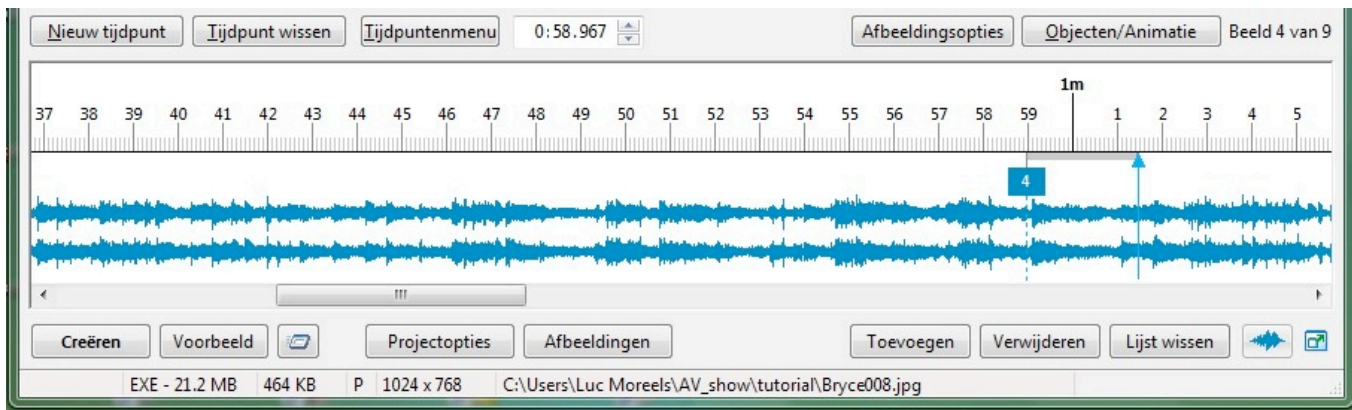 Nieuw tijdpunt Tijdpunt wissen Tijdpuntenmenu 0:58.967 Afbeeldingsopties Objecten/Animatie Beeld 4 van 9
1m
37 38 39 40 41 42 43 44 45 46 47 48 49 50 51 52 53 54 55 56 57 58 59 1 2 3 4 5
4
Creëren Voorbeeld Projectopties Afbeeldingen Toevoegen Verwijderen Lijst wissen
EXE - 21.2 MB 464 KB P 1024 x 768 C:\Users\Luc Moreels\AV_show\tutorial\Bryce008.jpg